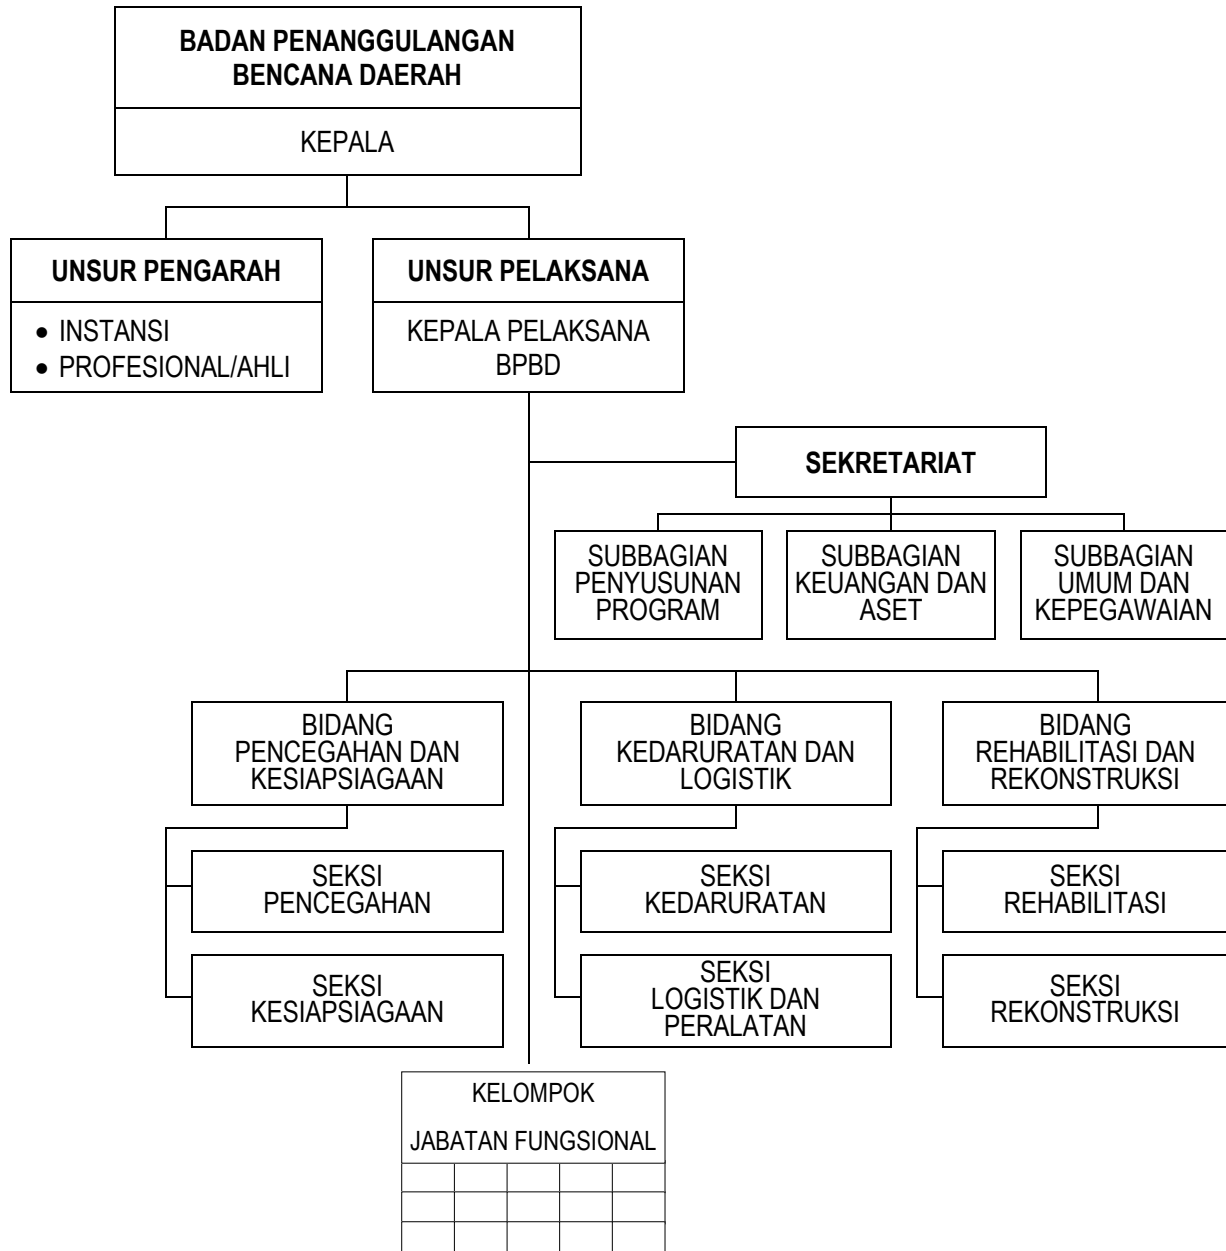 BADAN PENANGGULANGAN
BENCANA DAERAH
KEPALA
UNSUR PENGARAH
• INSTANSI
• PROFESIONAL/AHLI
UNSUR PELAKSANA
KEPALA PELAKSANA
BPBD
SEKRETARIAT
SUBBAGIAN
PENYUSUNAN
PROGRAM
SUBBAGIAN
KEUANGAN DAN
ASET
SUBBAGIAN
UMUM DAN
KEPEGAWAIAN
BIDANG
PENCEGAHAN DAN
KESIAPSIAGAAN
BIDANG
KEDARURATAN DAN
LOGISTIK
BIDANG
REHABILITASI DAN
REKONSTRUKSI
SEKSI
PENCEGAHAN
SEKSI
KEDARURATAN
SEKSI
REHABILITASI
SEKSI
KESIAPSIAGAAN
SEKSI
LOGISTIK DAN
PERALATAN
SEKSI
REKONSTRUKSI
KELOMPOK
JABATAN FUNGSIONAL